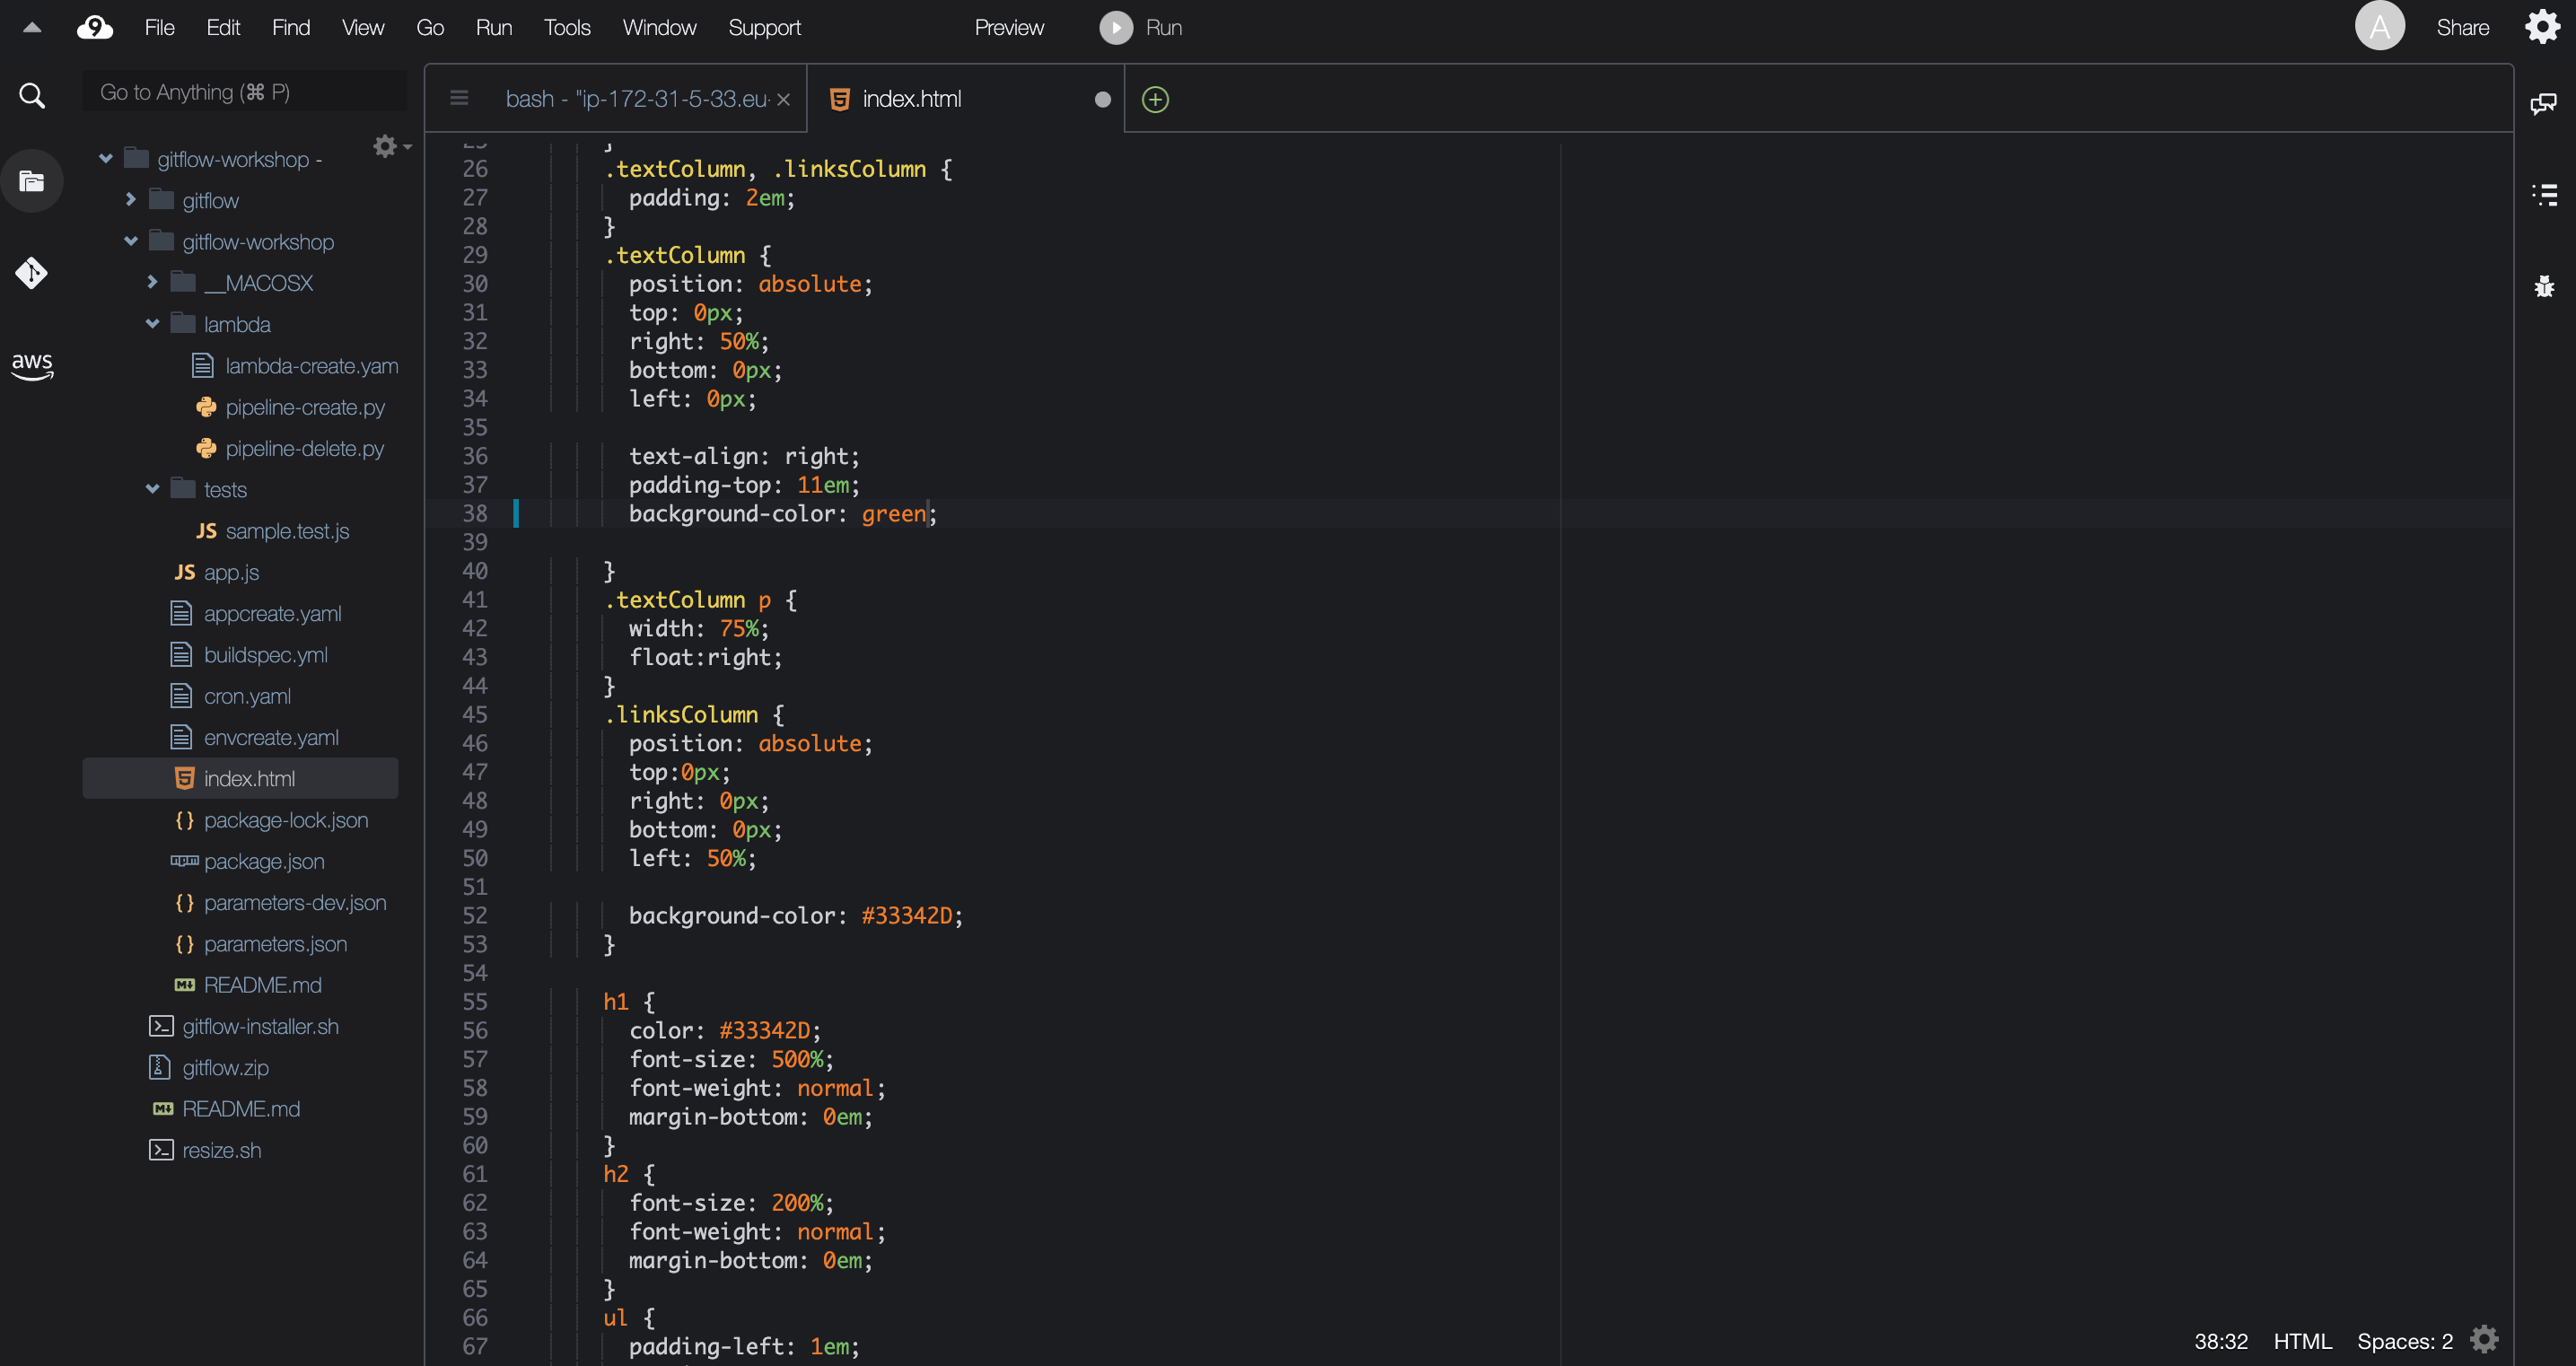 9 File Edit Find View Go Run Tools Window Support Preview Run A Share
Go to Anything (⌘ P)
bash - "ip-172-31-5-33.eu-
index.html
aws
gitflow-workshop -
gitflow
gitflow-workshop
__MACOSX
lambda
lambda-create.yam
pipeline-create.py
pipeline-delete.py
tests
JS sample.test.js
JS app.js
appcreate.yaml
buildspec.yml
cron.yaml
envcreate.yaml
5 index.html
{} package-lock.json
npm package.json
{} parameters-dev.json
{} parameters.json
README.md
gitflow-installer.sh
gitflow.zip
README.md
resize.sh
25 }
26 .textColumn, .linksColumn {
27 padding: 2em;
28 }
29 .textColumn {
30 position: absolute;
31 top: 0px;
32 right: 50%;
33 bottom: 0px;
34 left: 0px;
35
36 text-align: right;
37 padding-top: 11em;
38 background-color: green;
39
40 }
41 .textColumn p {
42 width: 75%;
43 float:right;
44 }
45 .linksColumn {
46 position: absolute;
47 top:0px;
48 right: 0px;
49 bottom: 0px;
50 left: 50%;
51
52 background-color: #33342D;
53 }
54
55 h1 {
56 color: #33342D;
57 font-size: 500%;
58 font-weight: normal;
59 margin-bottom: 0em;
60 }
61 h2 {
62 font-size: 200%;
63 font-weight: normal;
64 margin-bottom: 0em;
65 }
66 ul {
67 padding-left: 1em;
38:32 HTML Spaces: 2